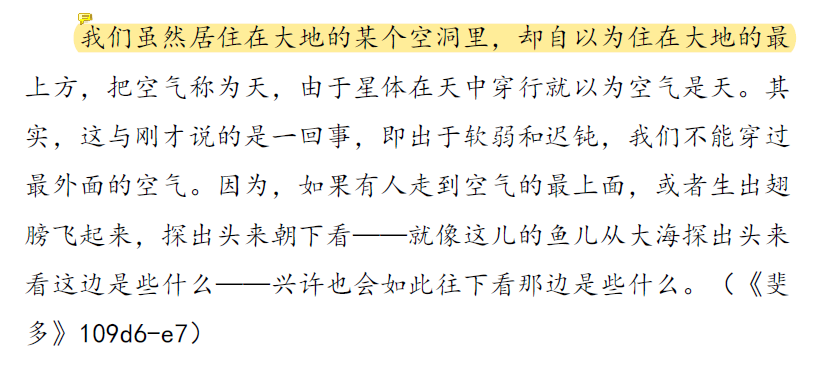 我们虽然居住在大地的某个空洞里，却自以为住在大地的最
上方，把空气称为天，由于星体在天中穿行就以为空气是天。其
实，这与刚才说的是一回事，即出于软弱和迟钝，我们不能穿过
最外面的空气。因为，如果有人走到空气的最上面，或者生出翅
膀飞起来，探出头来朝下看——就像这儿的鱼儿从大海探出头来
看这边是些什么——兴许也会如此往下看那边是些什么。（《斐
多》109d6-e7）